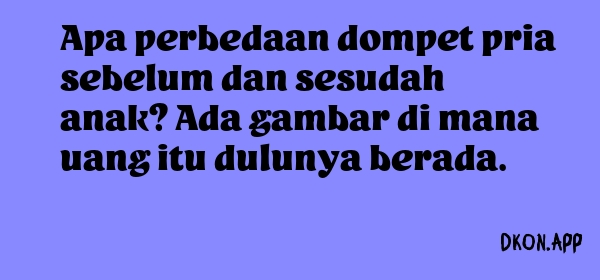 Apa perbedaan dompet pria
sebelum dan sesudah
anak? Ada gambar di mana
uang itu dulunya berada.
DKON.APP